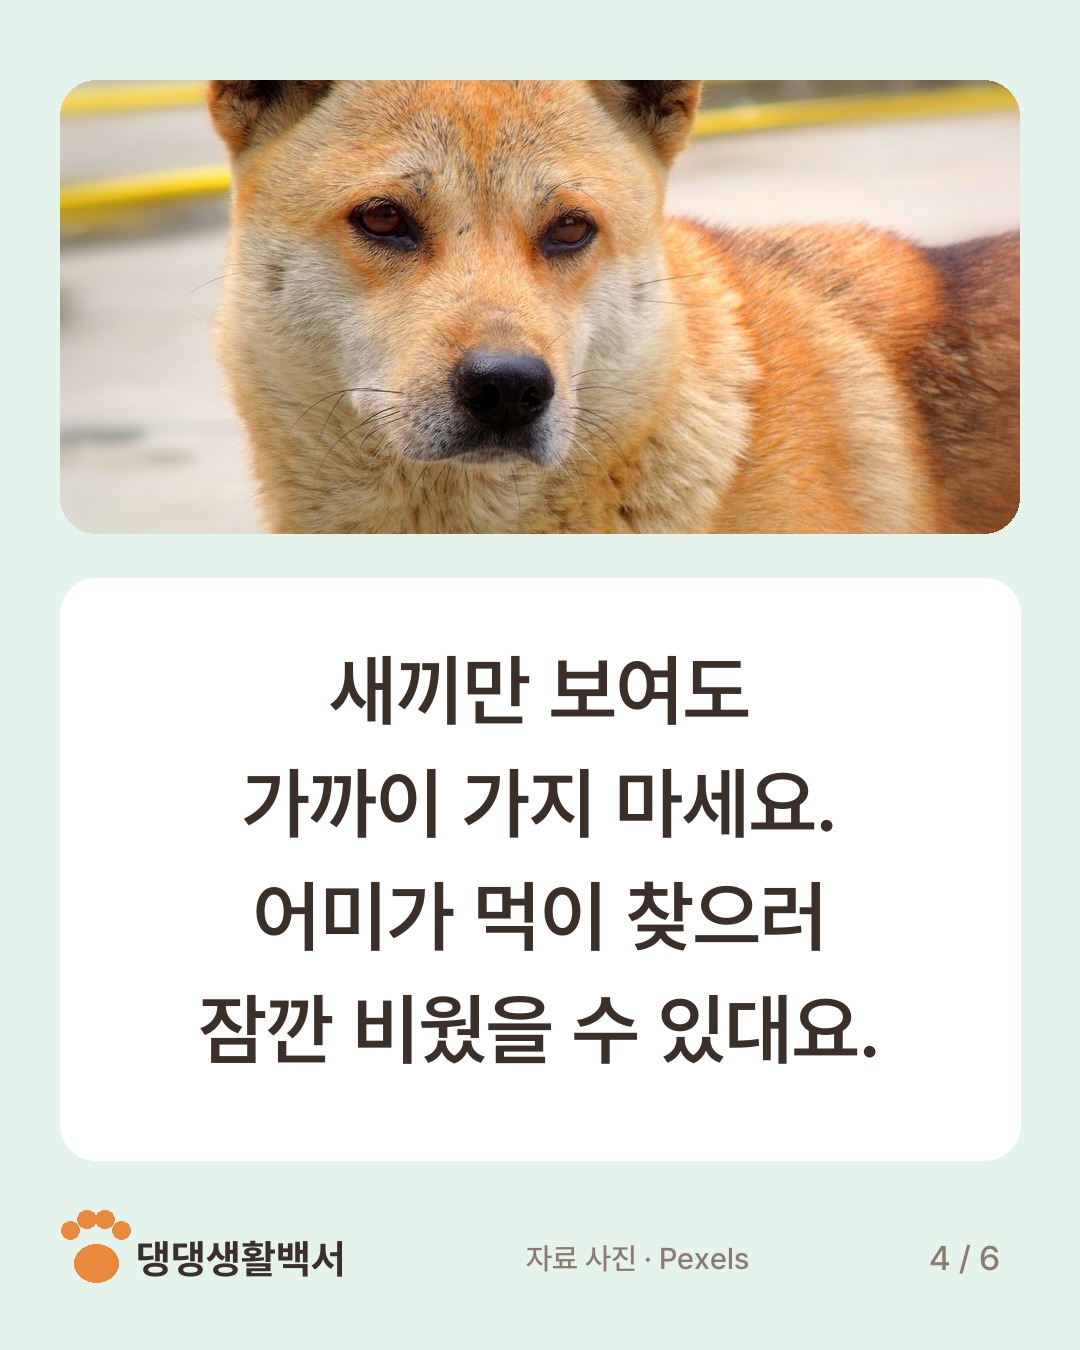 새끼만 보여도
가까이 가지 마세요.
어미가 먹이 찾으러
잠깐 비웠을 수 있대요.
댕댕생활백서
자료 사진 · Pexels
4 / 6